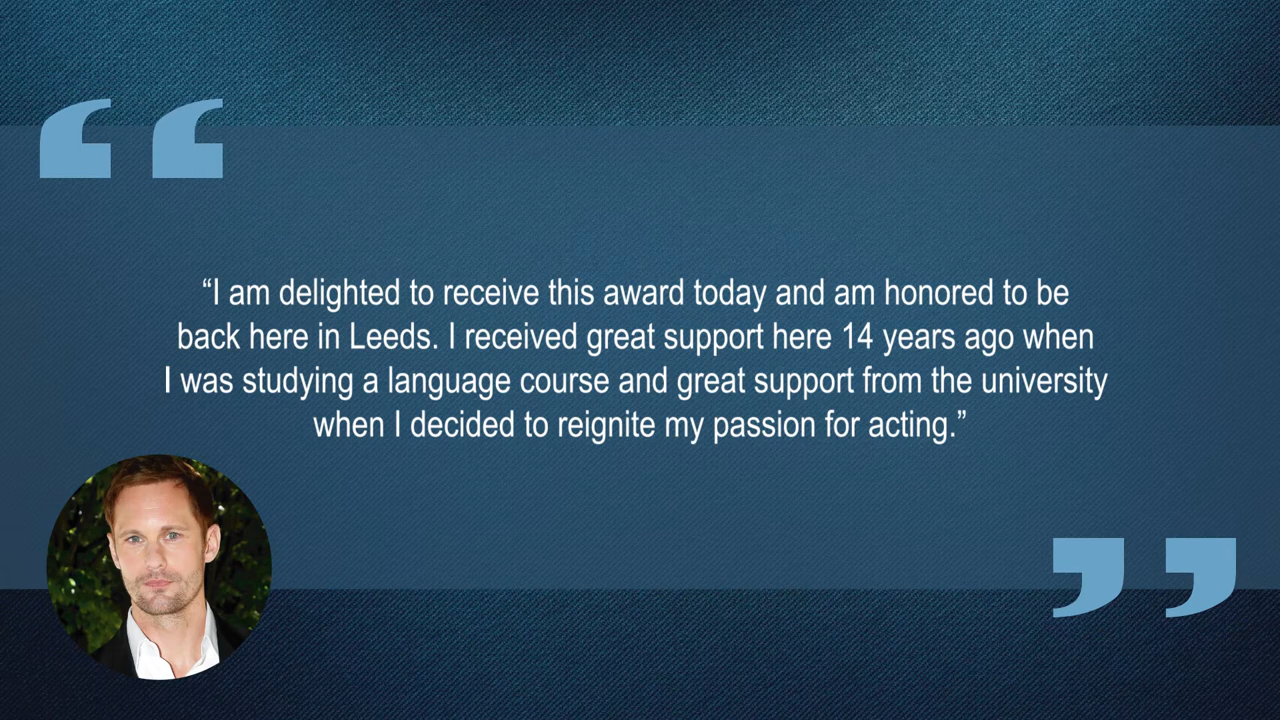 “I am delighted to receive this award today and am honored to be
back here in Leeds. I received great support here 14 years ago when
I was studying a language course and great support from the university
when I decided to reignite my passion for acting.”